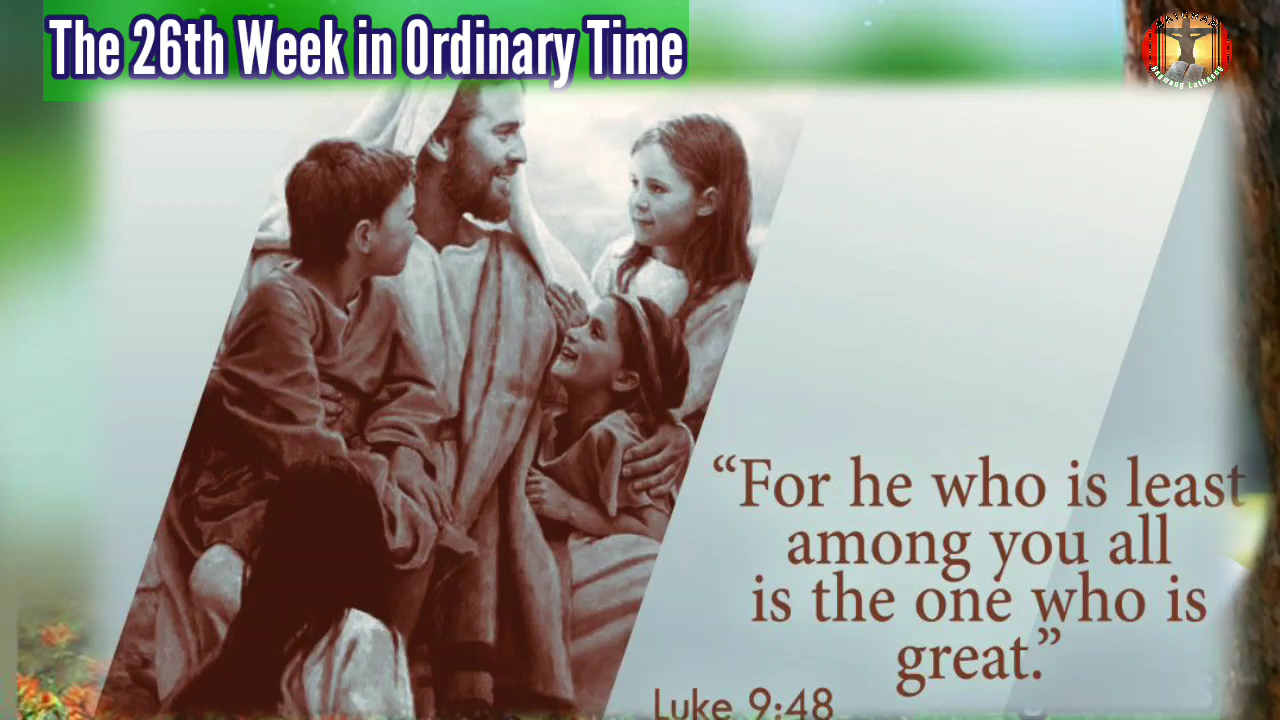 The 26th Week in Ordinary Time
“For he who is least
among you all
is the one who is
great.”
Luke 9:48